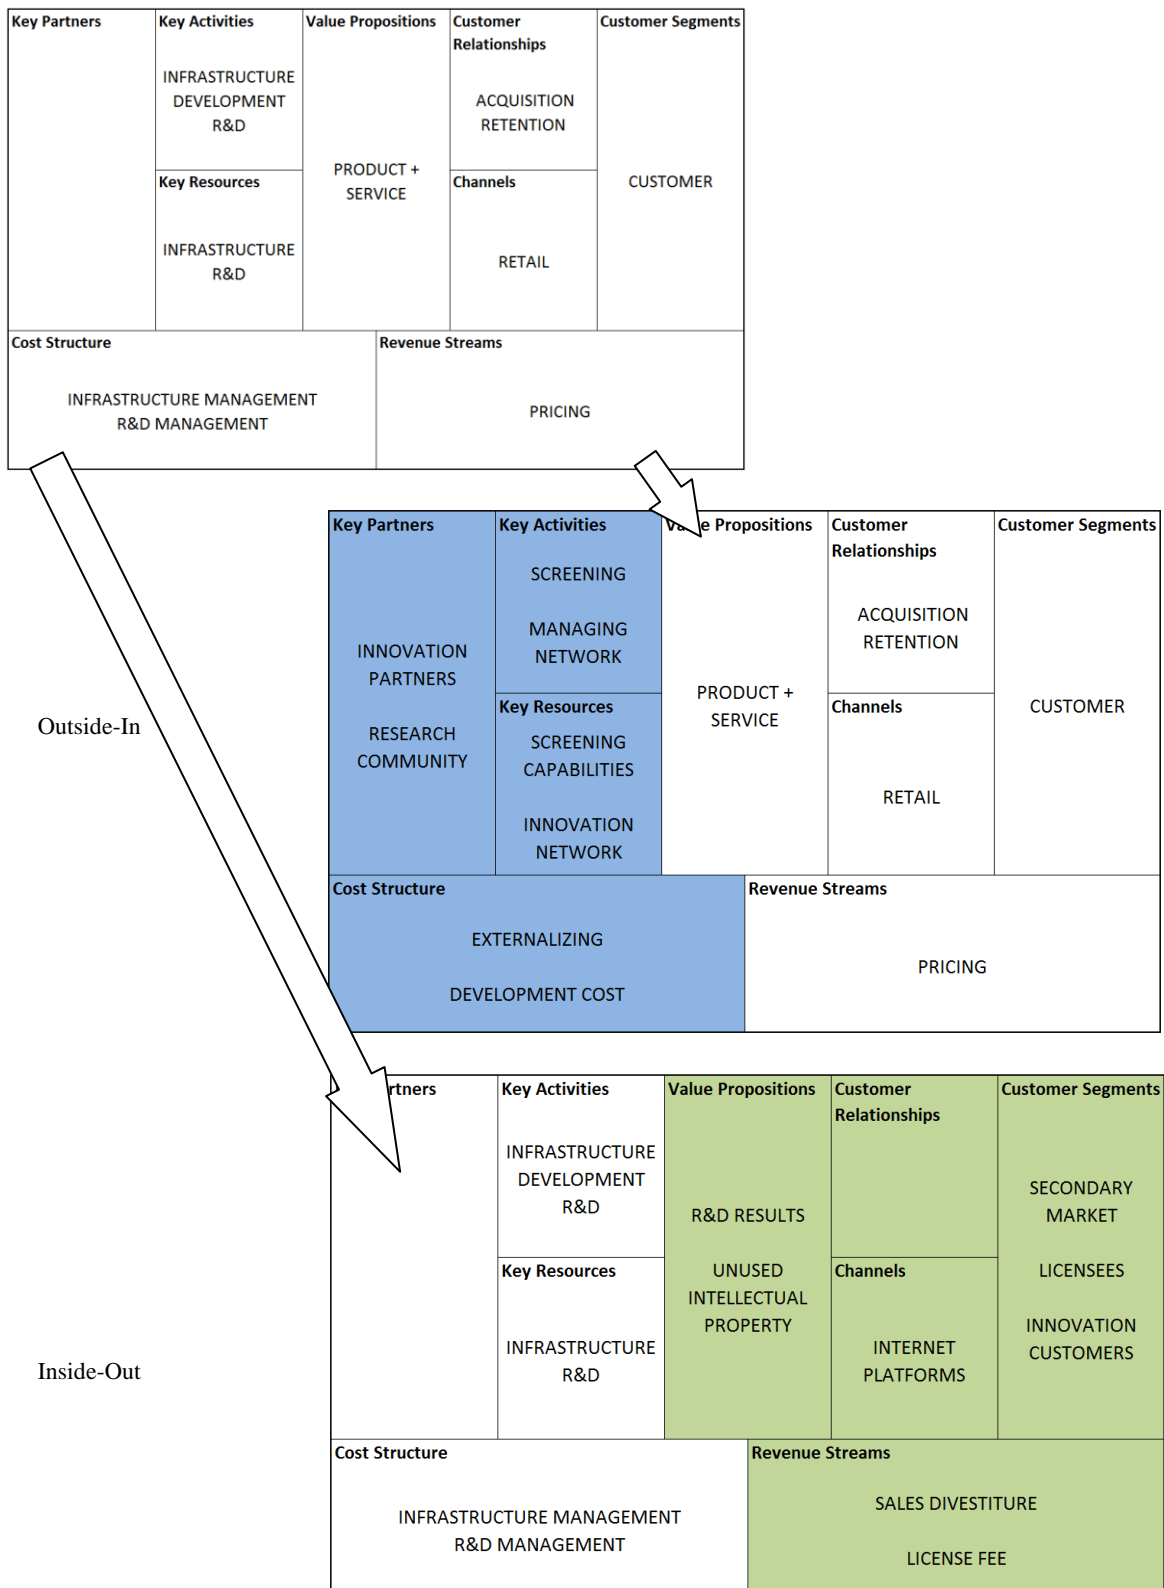 Key Partners
Key Activities
INFRASTRUCTURE
DEVELOPMENT
R&D
Key Resources
INFRASTRUCTURE
R&D
Value Propositions
PRODUCT +
SERVICE
Customer
Relationships
ACQUISITION
RETENTION
Channels
RETAIL
Customer Segments
CUSTOMER
Cost Structure
INFRASTRUCTURE MANAGEMENT
R&D MANAGEMENT
Revenue Streams
PRICING
Outside-In
Key Partners
INNOVATION
PARTNERS
RESEARCH
COMMUNITY
Key Activities
SCREENING
MANAGING
NETWORK
Key Resources
SCREENING
CAPABILITIES
INNOVATION
NETWORK
Propositions
PRODUCT +
SERVICE
Customer
Relationships
ACQUISITION
RETENTION
Channels
RETAIL
Customer Segments
CUSTOMER
Cost Structure
EXTERNALIZING
DEVELOPMENT COST
Revenue Streams
PRICING
Inside-Out
Key Activities
INFRASTRUCTURE
DEVELOPMENT
R&D
Key Resources
INFRASTRUCTURE
R&D
Value Propositions
R&D RESULTS
UNUSED
INTELLECTUAL
PROPERTY
Customer
Relationships
Channels
INTERNET
PLATFORMS
Customer Segments
SECONDARY
MARKET
LICENSEES
INNOVATION
CUSTOMERS
Cost Structure
INFRASTRUCTURE MANAGEMENT
R&D MANAGEMENT
Revenue Streams
SALES DIVESTITURE
LICENSE FEE